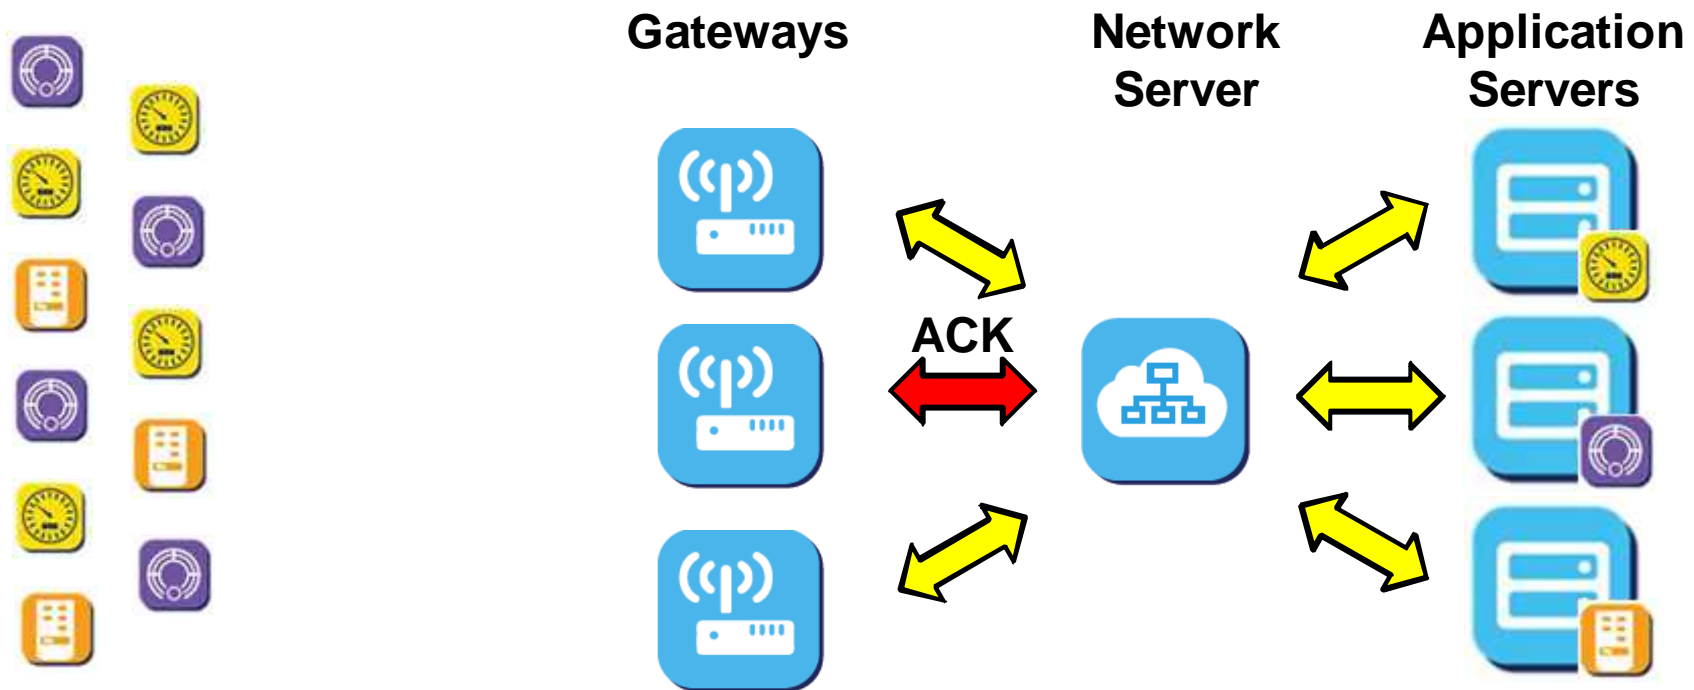 Gateways
Network
Server
Application
Servers
ACK